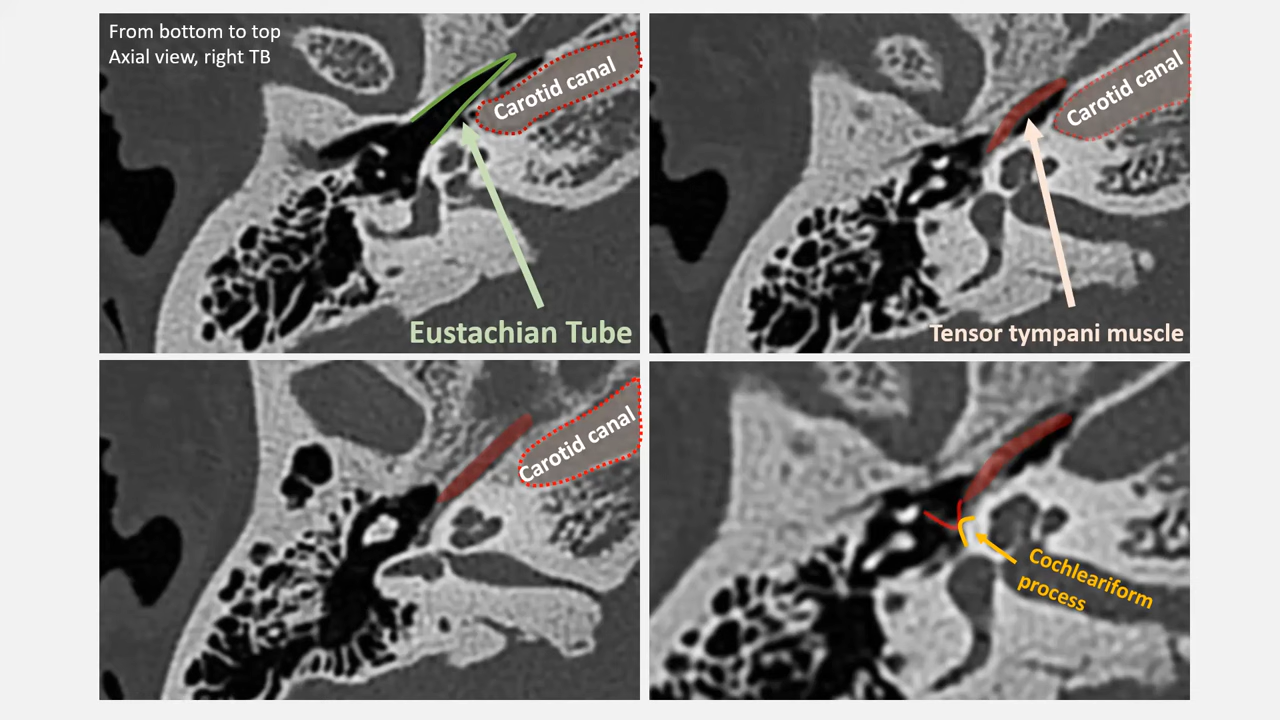 From bottom to top
Axial view, right TB
Carotid canal
Eustachian Tube
Carotid canal
Tensor tympani muscle
Carotid canal
Cochleariform
process